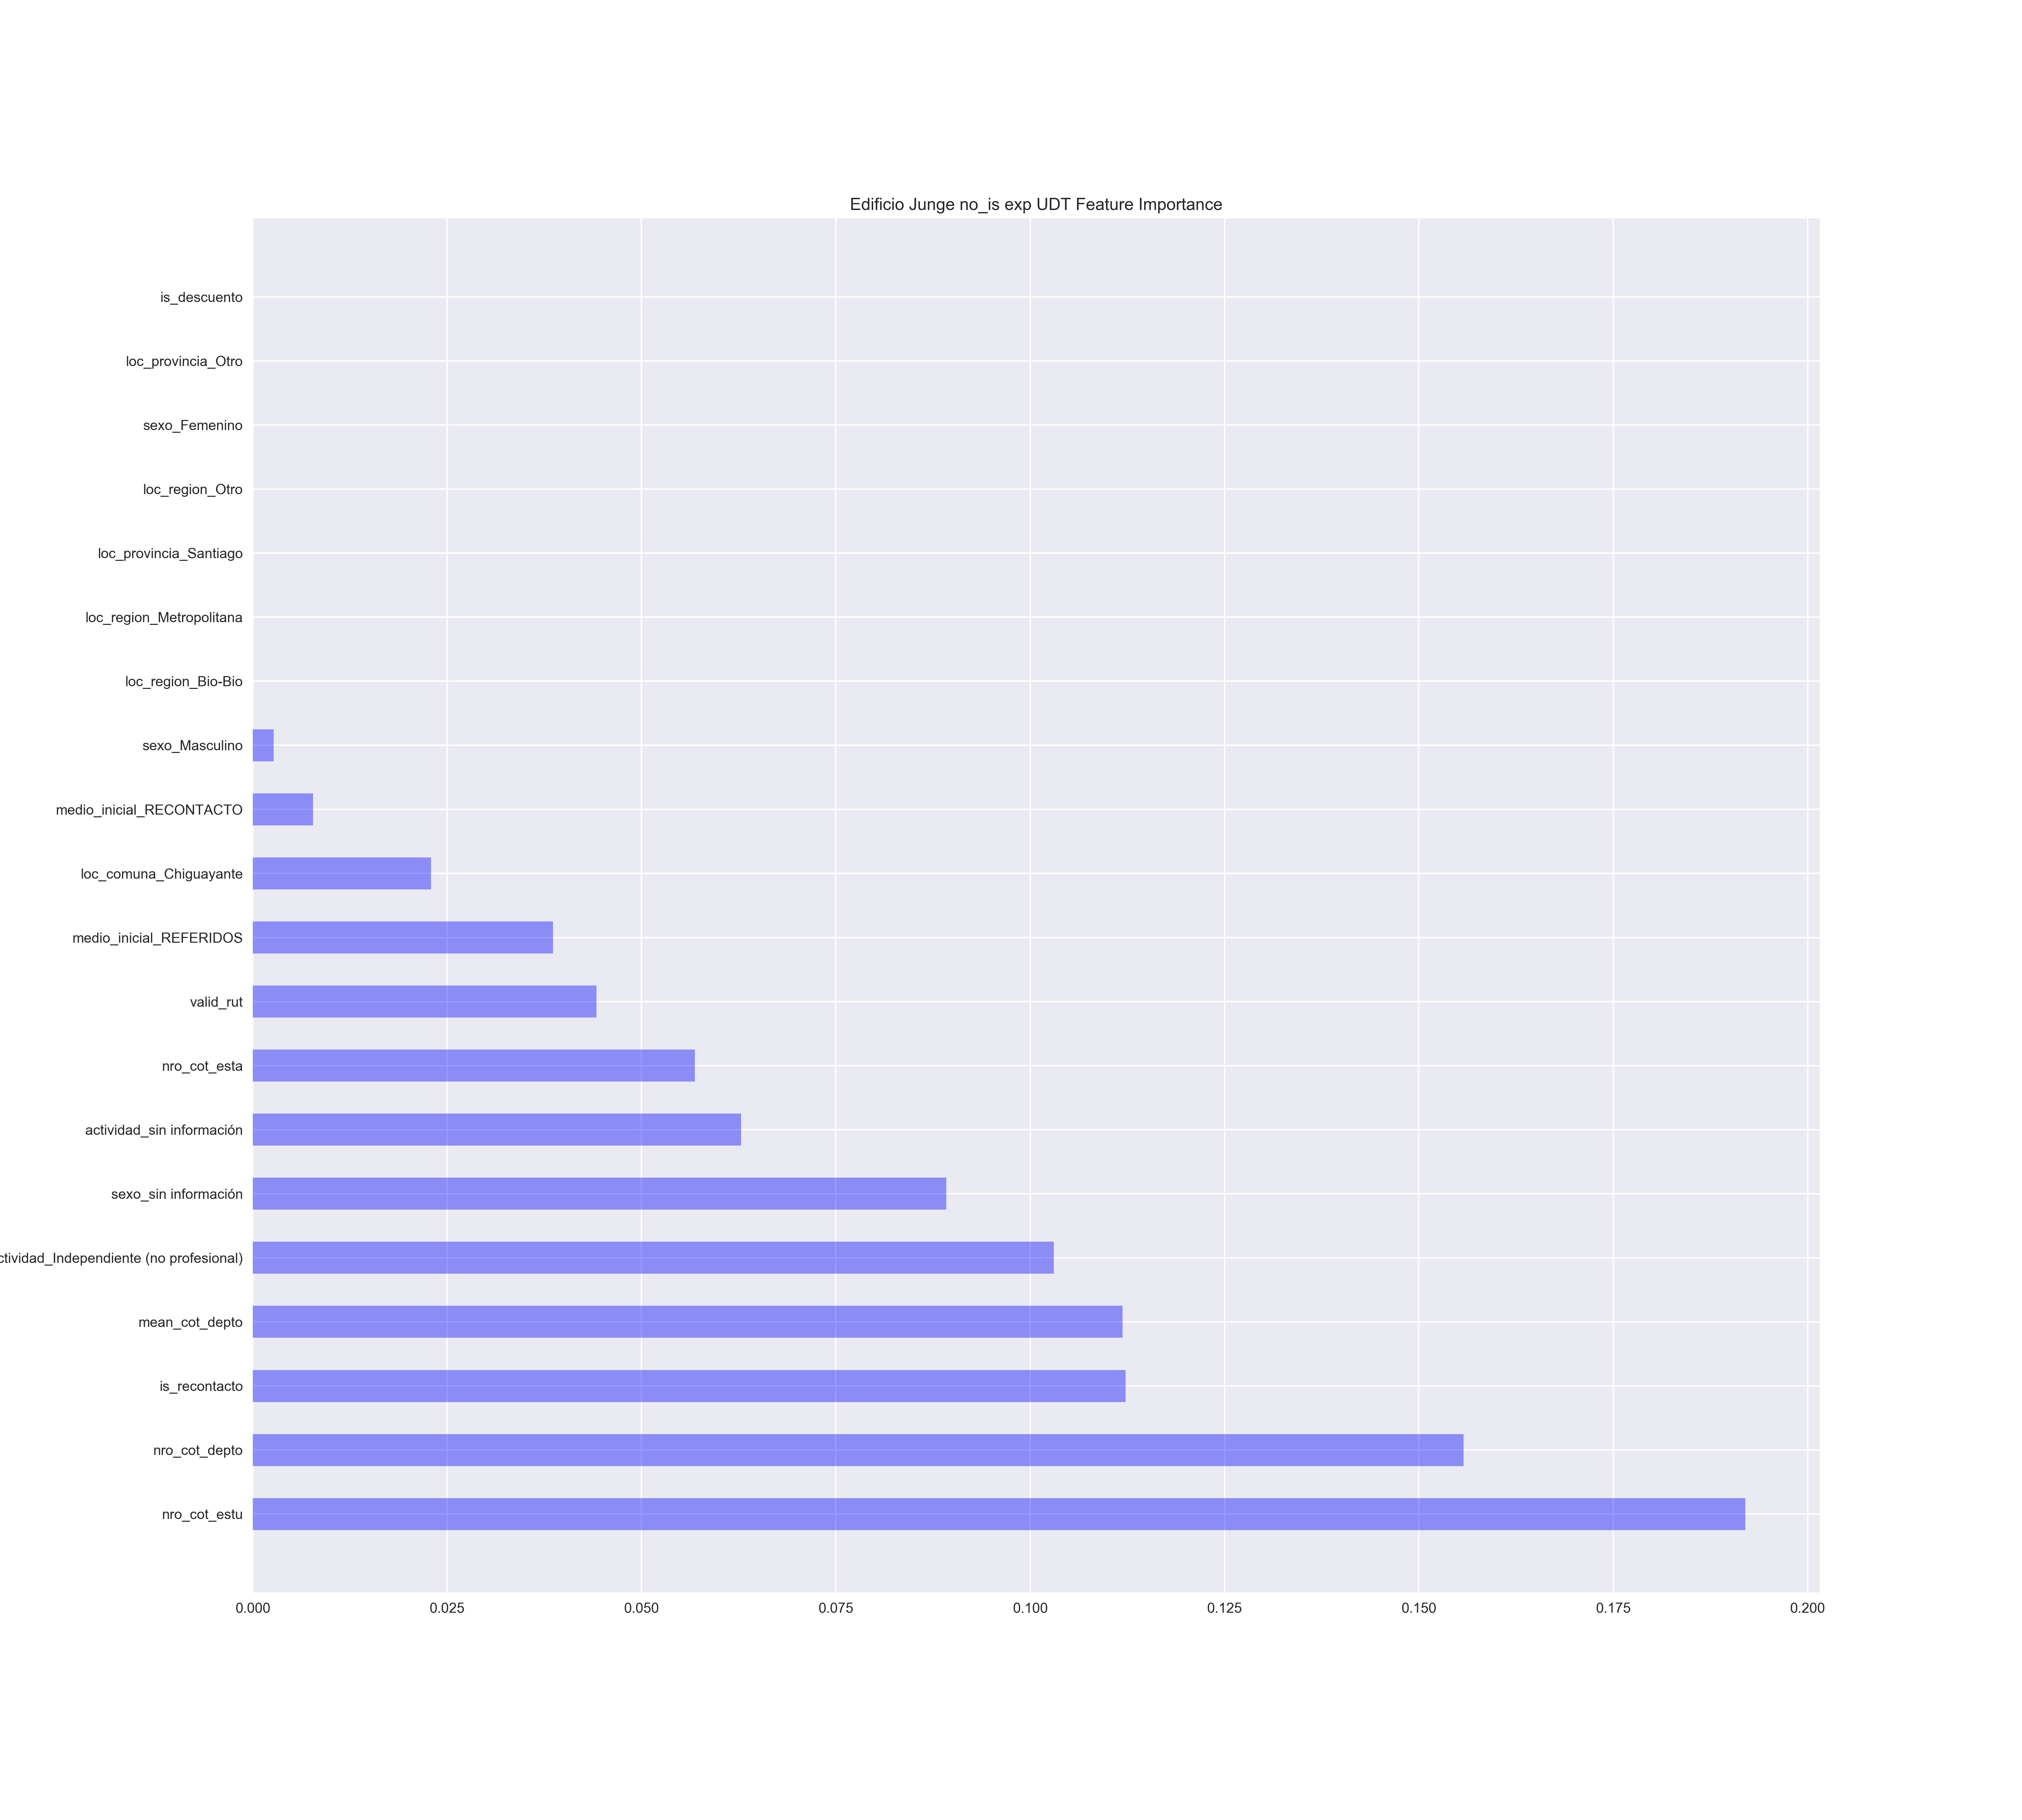 Edificio Junge no_is exp UDT Feature Importance
is_descuento
loc_provincia_Otro
sexo_Femenino
loc_region_Otro
loc_provincia_Santiago
loc_region_Metropolitana
loc_region_Bio-Bio
sexo_Masculino
medio_inicial_RECONTACTO
loc_comuna_Chiguayante
medio_inicial_REFERIDOS
valid_rut
nro_cot_esta
actividad_sin información
sexo_sin información
ctividad_Independiente (no profesional)
mean_cot_depto
is_recontacto
nro_cot_depto
nro_cot_estu
0.000 0.025 0.050 0.075 0.100 0.125 0.150 0.175 0.200